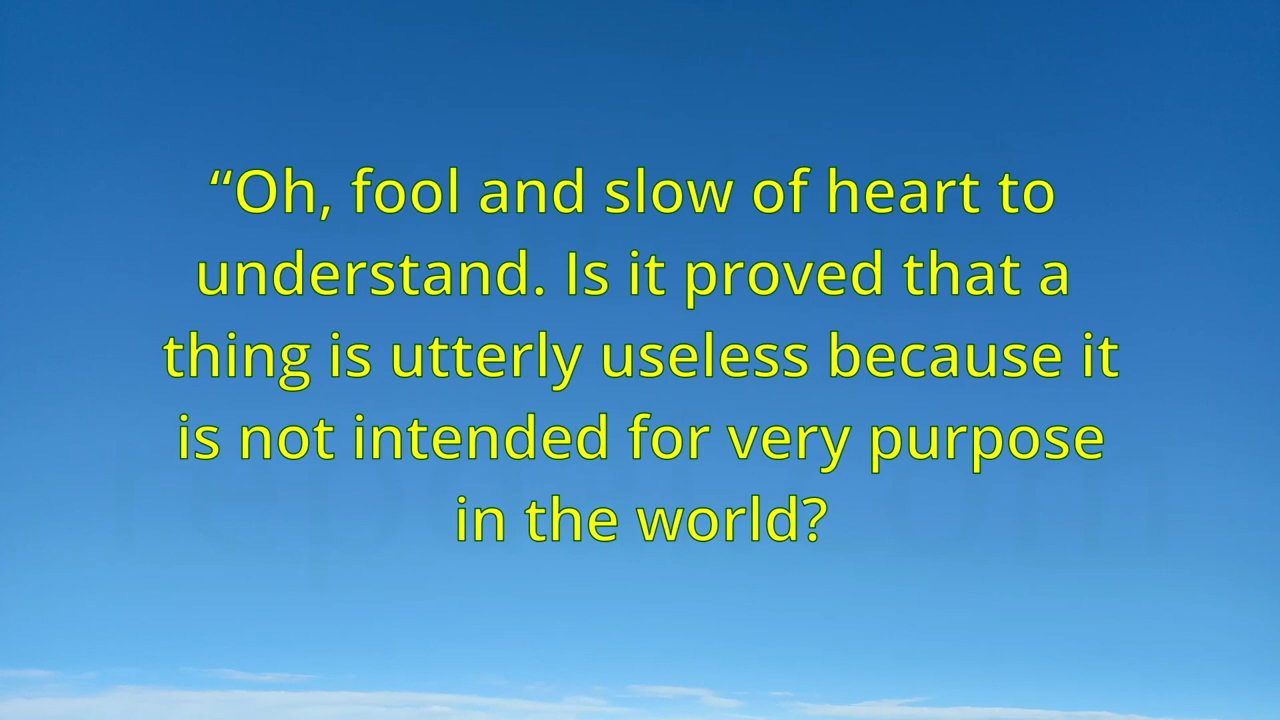 “Oh, fool and slow of heart to
understand. Is it proved that a
thing is utterly useless because it
is not intended for very purpose
in the world?